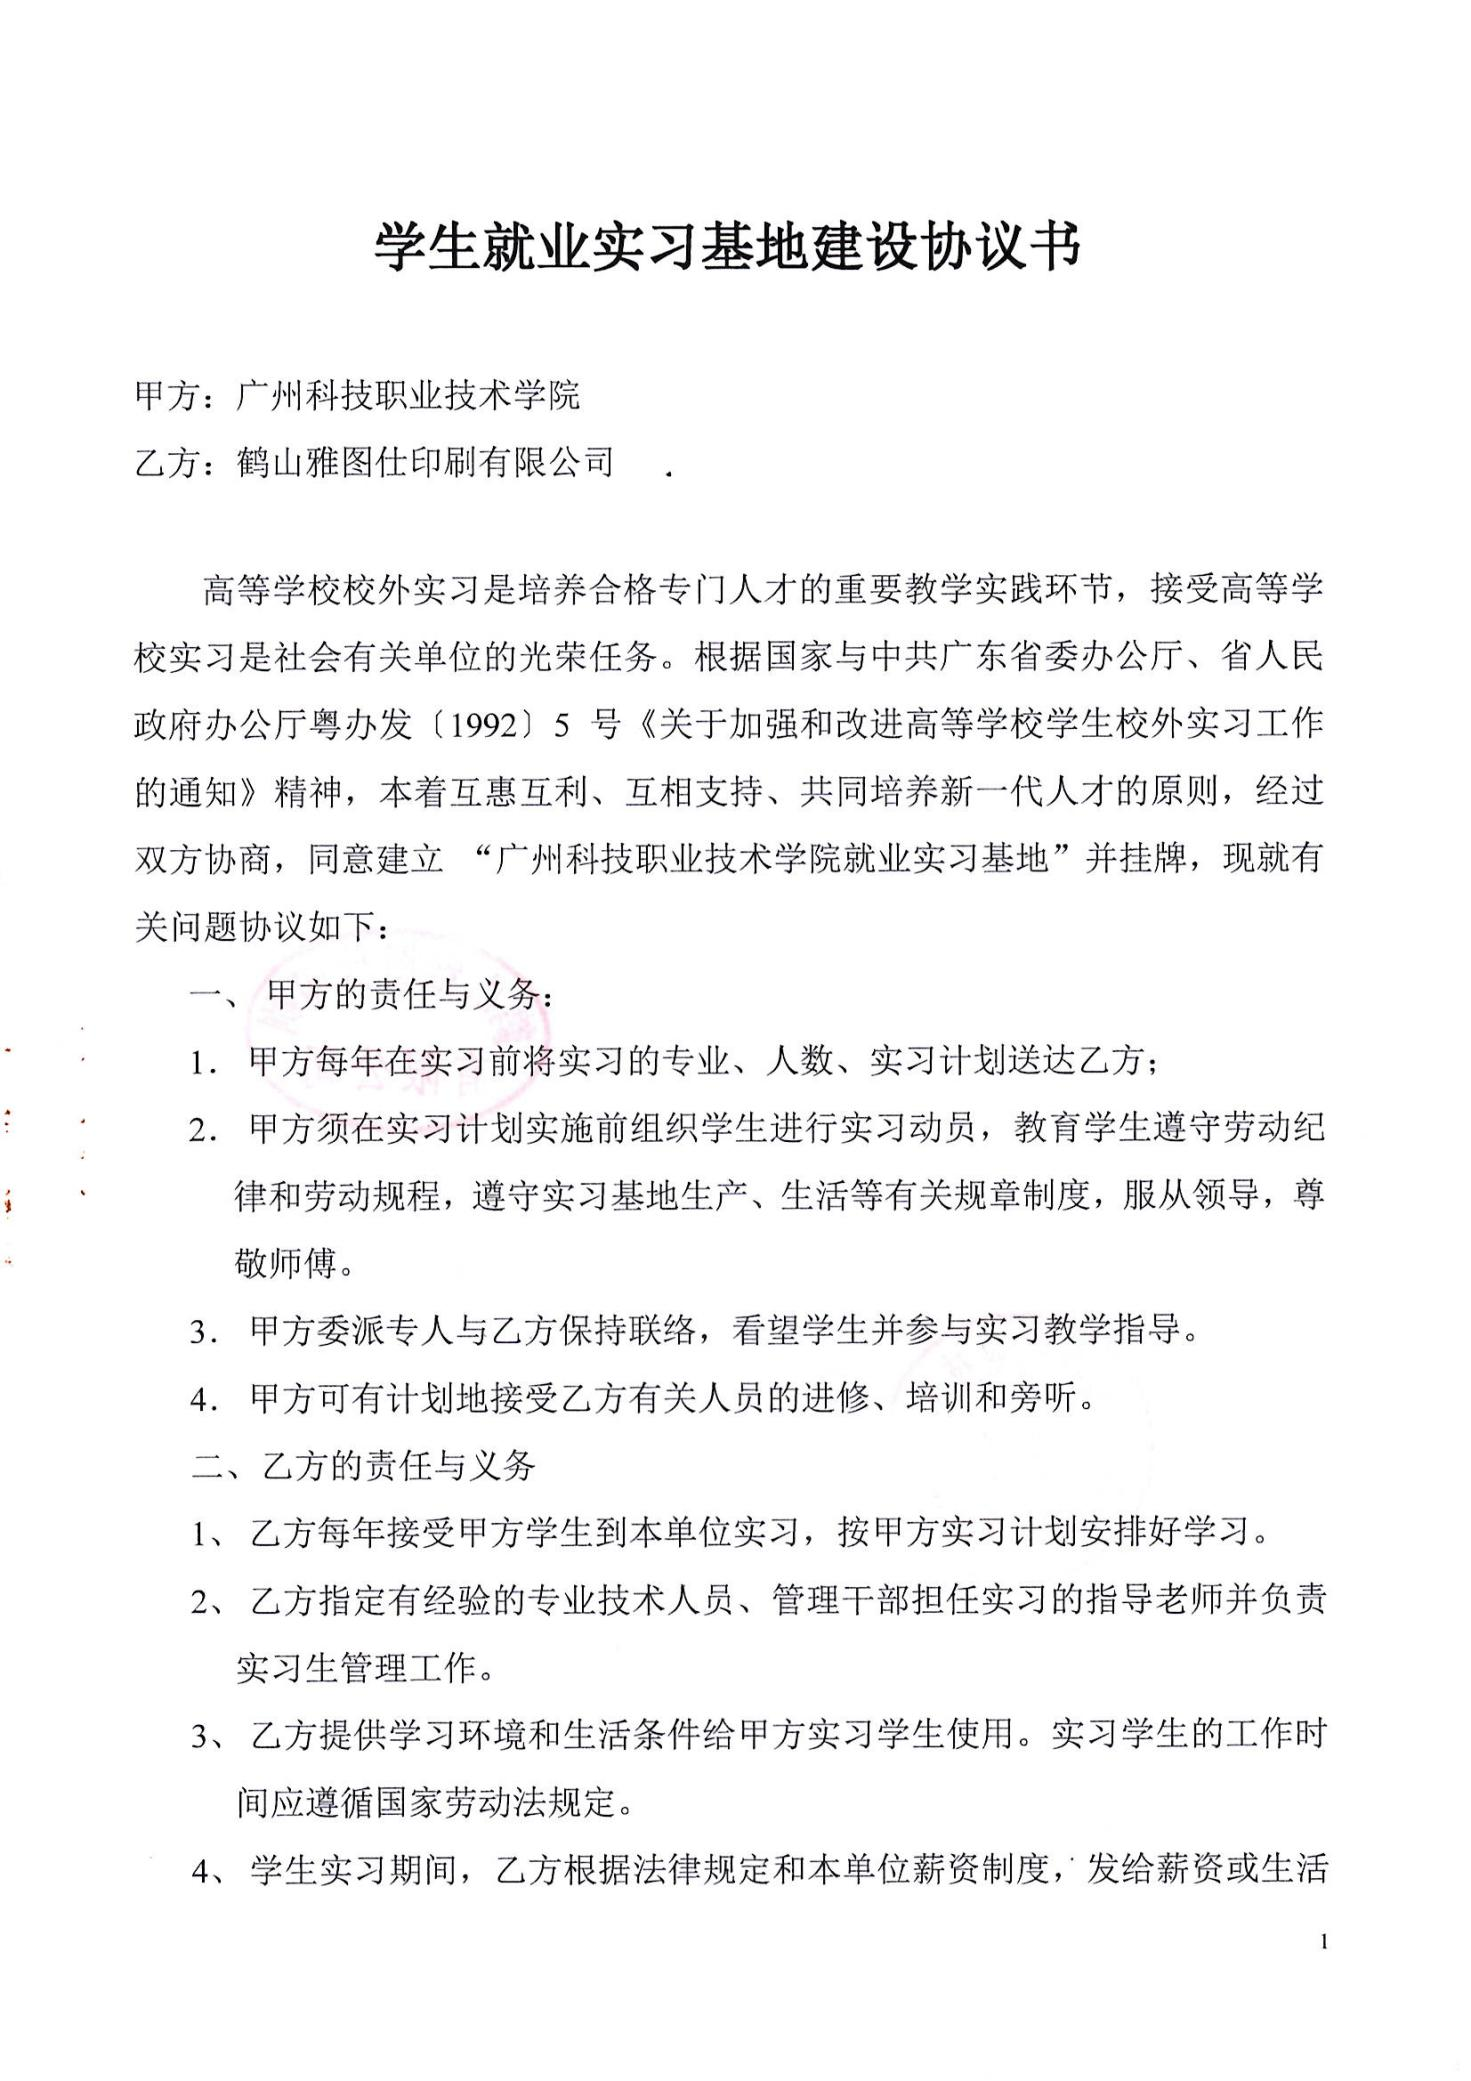 学生就业实习基地建设协议书
甲方：广州科技职业技术学院
乙方：鹤山雅图仕印刷有限公司
高等学校校外实习是培养合格专门人才的重要教学实践环节，接受高等学
校实习是社会有关单位的光荣任务。根据国家与中共广东省委办公厅、省人民
政府办公厅粤办发〔1992〕5 号《关于加强和改进高等学校学生校外实习工作
的通知》精神，本着互惠互利、互相支持、共同培养新一代人才的原则，经过
双方协商，同意建立 “广州科技职业技术学院就业实习基地”并挂牌，现就有
关问题协议如下：
一、 甲方的责任与义务：
1． 甲方每年在实习前将实习的专业、人数、实习计划送达乙方；
2． 甲方须在实习计划实施前组织学生进行实习动员，教育学生遵守劳动纪
律和劳动规程，遵守实习基地生产、生活等有关规章制度，服从领导，尊
敬师傅。
3． 甲方委派专人与乙方保持联络，看望学生并参与实习教学指导。
4． 甲方可有计划地接受乙方有关人员的进修、培训和旁听。
二、乙方的责任与义务
1、 乙方每年接受甲方学生到本单位实习，按甲方实习计划安排好学习。
2、 乙方指定有经验的专业技术人员、管理干部担任实习的指导老师并负责
实习生管理工作。
3、 乙方提供学习环境和生活条件给甲方实习学生使用。实习学生的工作时
间应遵循国家劳动法规定。
4、 学生实习期间，乙方根据法律规定和本单位薪资制度，发给薪资或生活
1